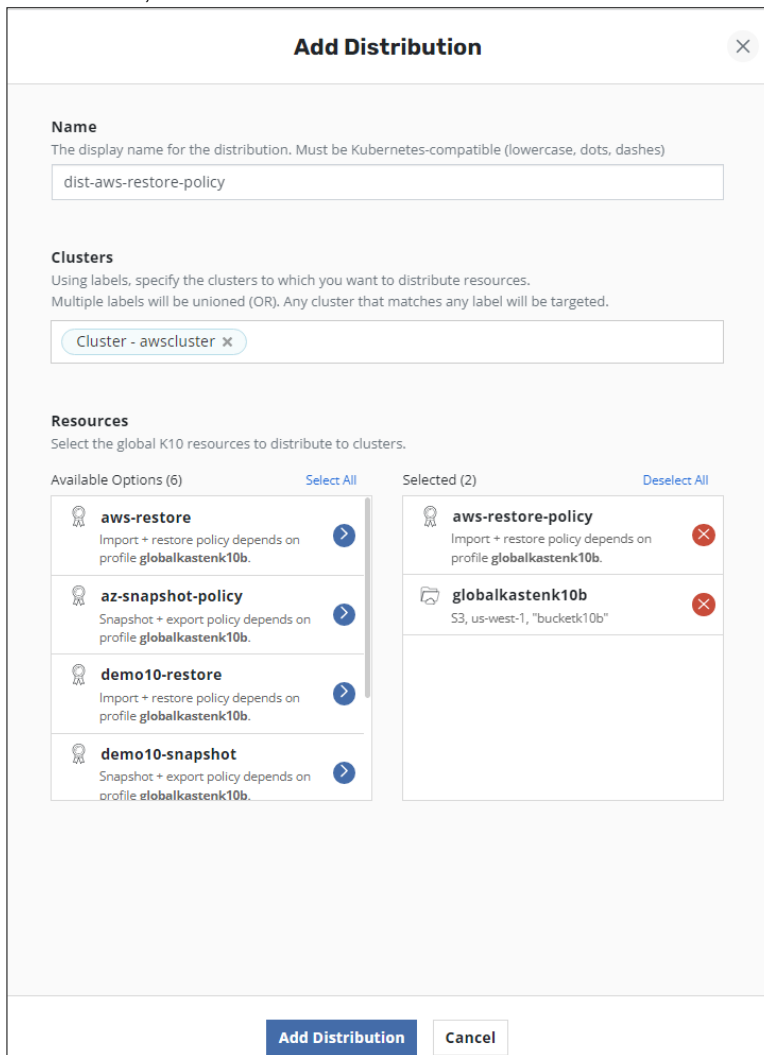 Add Distribution
Name
The display name for the distribution. Must be Kubernetes-compatible (lowercase, dots, dashes)
dist-aws-restore-policy
Clusters
Using labels, specify the clusters to which you want to distribute resources.
Multiple labels will be unioned (OR). Any cluster that matches any label will be targeted.
Cluster - awscluster ×
Resources
Select the global K10 resources to distribute to clusters.
Available Options (6) Select All
aws-restore
Import + restore policy depends on
profile globalkastenk10b.
az-snapshot-policy
Snapshot + export policy depends on
profile globalkastenk10b.
demo10-restore
Import + restore policy depends on
profile globalkastenk10b.
demo10-snapshot
Snapshot + export policy depends on
profile globalkastenk10b.
Selected (2) Deselect All
aws-restore-policy
Import + restore policy depends on
profile globalkastenk10b.
globalkastenk10b
S3, us-west-1, "bucketk10b"
Add Distribution
Cancel